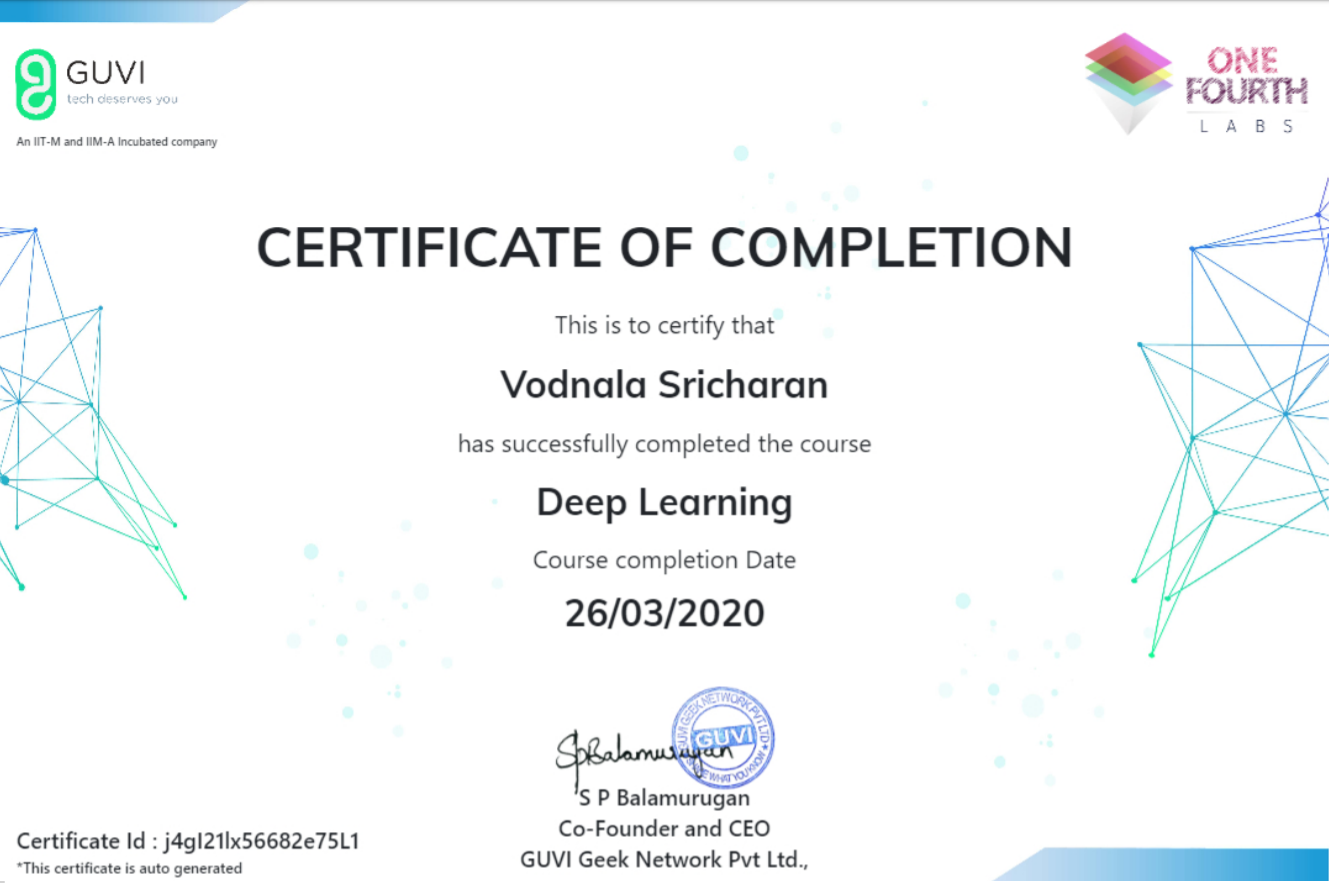 GUVI
tech deserves you
An IIT-M and IIM-A Incubated company
ONE
FOURTH
LABS
CERTIFICATE OF COMPLETION
This is to certify that
Vodnala Sricharan
has successfully completed the course
Deep Learning
Course completion Date
26/03/2020
SpBalamurugan
GUVI GEEK NETWORK PVT LTD
GUVI
WHAT YOU KNOW
S P Balamurugan
Co-Founder and CEO
GUVI Geek Network Pvt Ltd.,
Certificate Id : j4gI21lx56682e75L1
*This certificate is auto generated